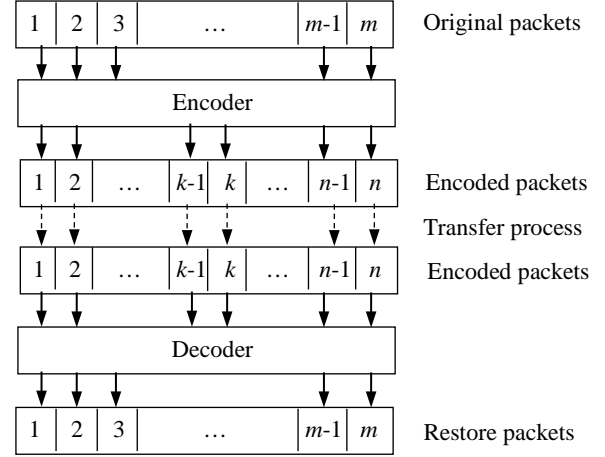 1 2 3 … m-1 m Original packets
Encoder
1 2 … k-1 k … n-1 n Encoded packets
Transfer process
1 2 … k-1 k … n-1 n Encoded packets
Decoder
1 2 3 … m-1 m Restore packets